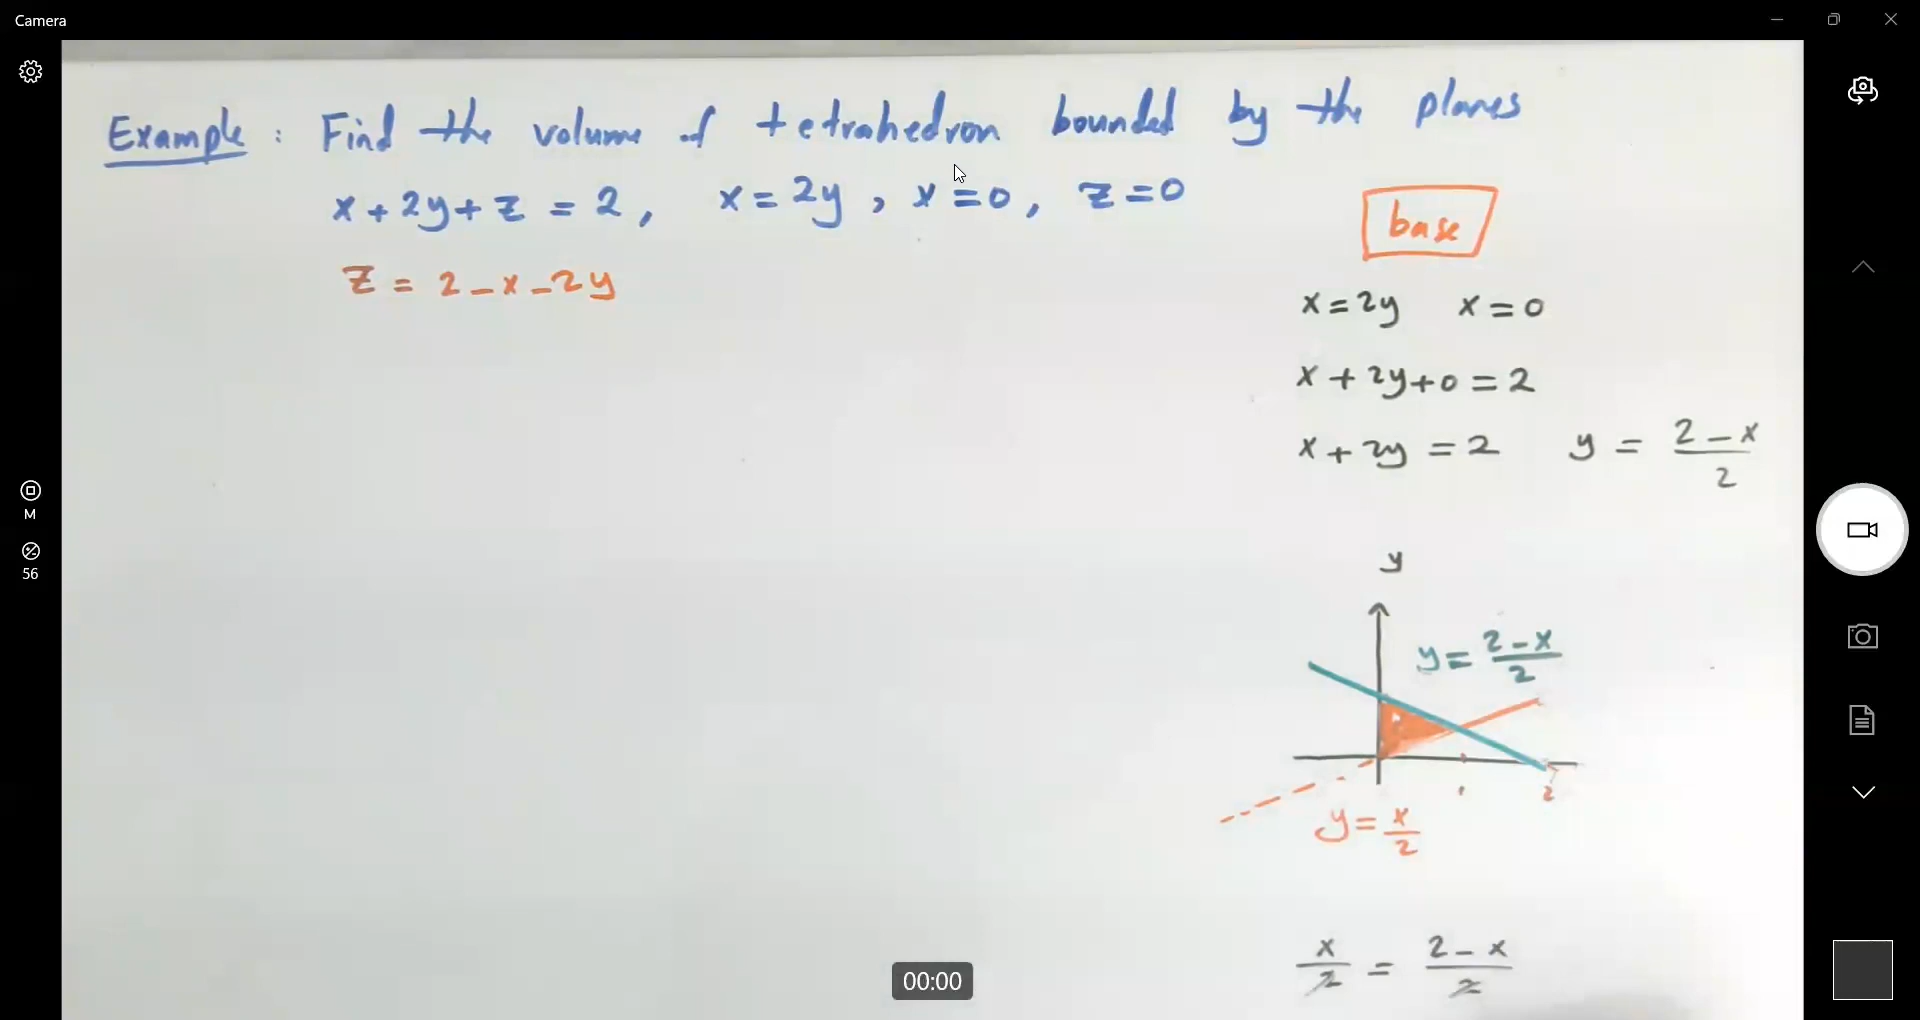 Camera
Example: Find the volume of tetrahedron bounded by the planes
x + 2y + z = 2, x = 2y, x = 0, z = 0
z = 2 - x - 2y
base
x = 2y x = 0
x + 2y + 0 = 2
x + 2y = 2 y = (2 - x)/2
y
y = (2 - x)/2
1 2
y = x/2
x/2 = (2 - x)/2
M
56
00:00